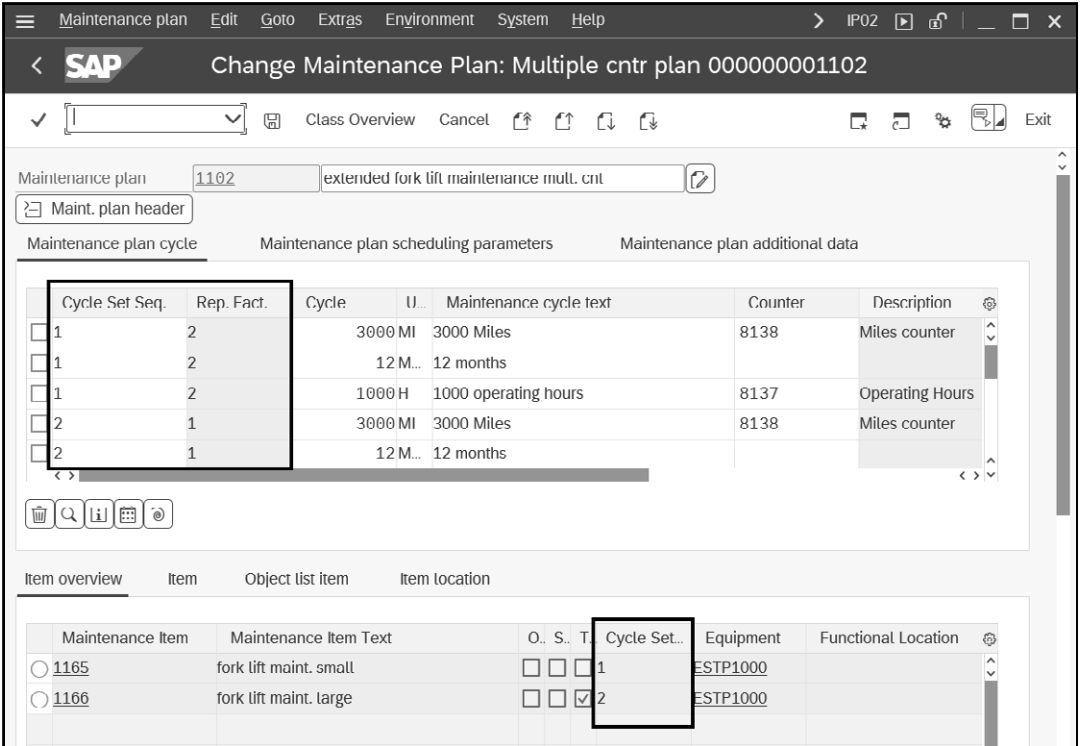 Maintenance plan Edit Goto Extras Environment System Help IP02
SAP Change Maintenance Plan: Multiple cntr plan 000000001102
Class Overview Cancel Exit
Maintenance plan 1102 extended fork lift maintenance mult. cnt
Maint. plan header
Maintenance plan cycle Maintenance plan scheduling parameters Maintenance plan additional data
Cycle Set Seq. Rep. Fact. Cycle U... Maintenance cycle text Counter Description
1 2 3000 MI 3000 Miles 8138 Miles counter
1 2 12 M... 12 months
1 2 1000 H 1000 operating hours 8137 Operating Hours
2 1 3000 MI 3000 Miles 8138 Miles counter
2 1 12 M... 12 months
Item overview Item Object list item Item location
Maintenance Item Maintenance Item Text O.. S.. T.. Cycle Set... Equipment Functional Location
1165 fork lift maint. small 1 ESTP1000
1166 fork lift maint. large 2 ESTP1000